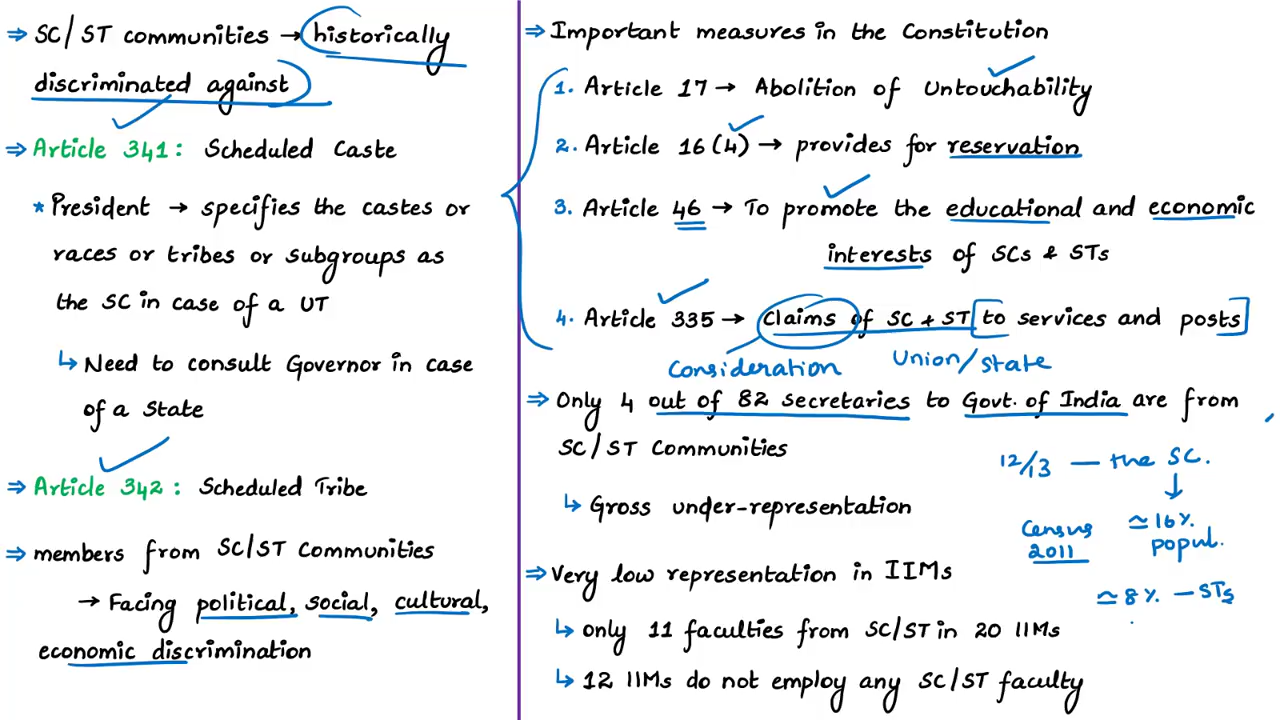 ⇒ SC/ST communities → historically
discriminated against
⇒ Article 341: Scheduled Caste
* President → specifies the castes or
races or tribes or subgroups as
the SC in case of a UT
↳ Need to consult Governor in case
of a State
⇒ Article 342: Scheduled Tribe
⇒ members from SC/ST Communities
→ Facing political, social, cultural,
economic discrimination
⇒ Important measures in the Constitution
1. Article 17 → Abolition of Untouchability
2. Article 16(4) → provides for reservation
3. Article 46 → To promote the educational and economic
interests of SCs & STs
4. Article 335 → Claims of SC & ST to services and posts
Consideration Union/State
⇒ Only 4 out of 82 secretaries to Govt. of India are from
SC/ST Communities
↳ Gross under-representation
12/13 — the SC.
↓
Census 2011
≃16% popul.
≃8% — STs
⇒ Very low representation in IIMs
↳ only 11 faculties from SC/ST in 20 IIMs
↳ 12 IIMs do not employ any SC/ST faculty